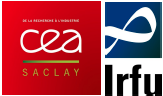 DE LA RECHERCHE À L'INDUSTRIE
cea
SACLAY
Irfu